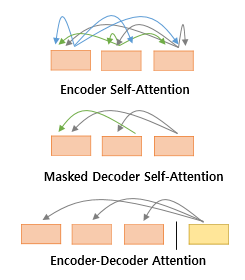 Encoder Self-Attention
Masked Decoder Self-Attention
Encoder-Decoder Attention